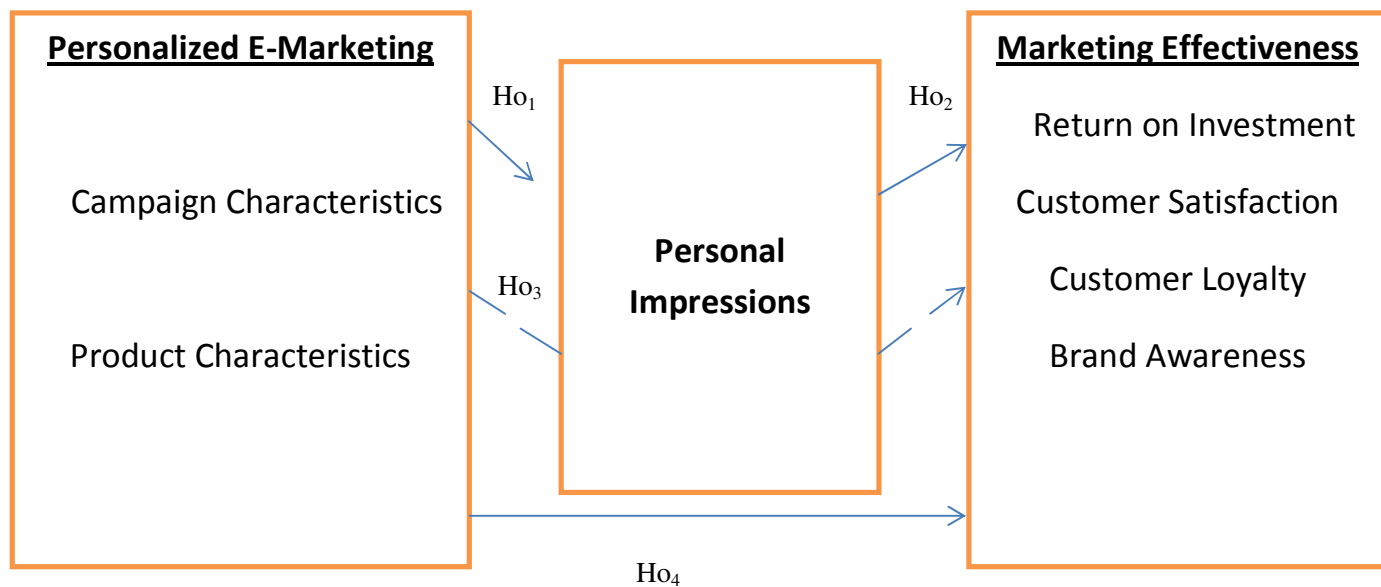 Personalized E-Marketing
Campaign Characteristics
Product Characteristics
Ho₁
Ho₃
Personal
Impressions
Ho₂
Marketing Effectiveness
Return on Investment
Customer Satisfaction
Customer Loyalty
Brand Awareness
Ho₄